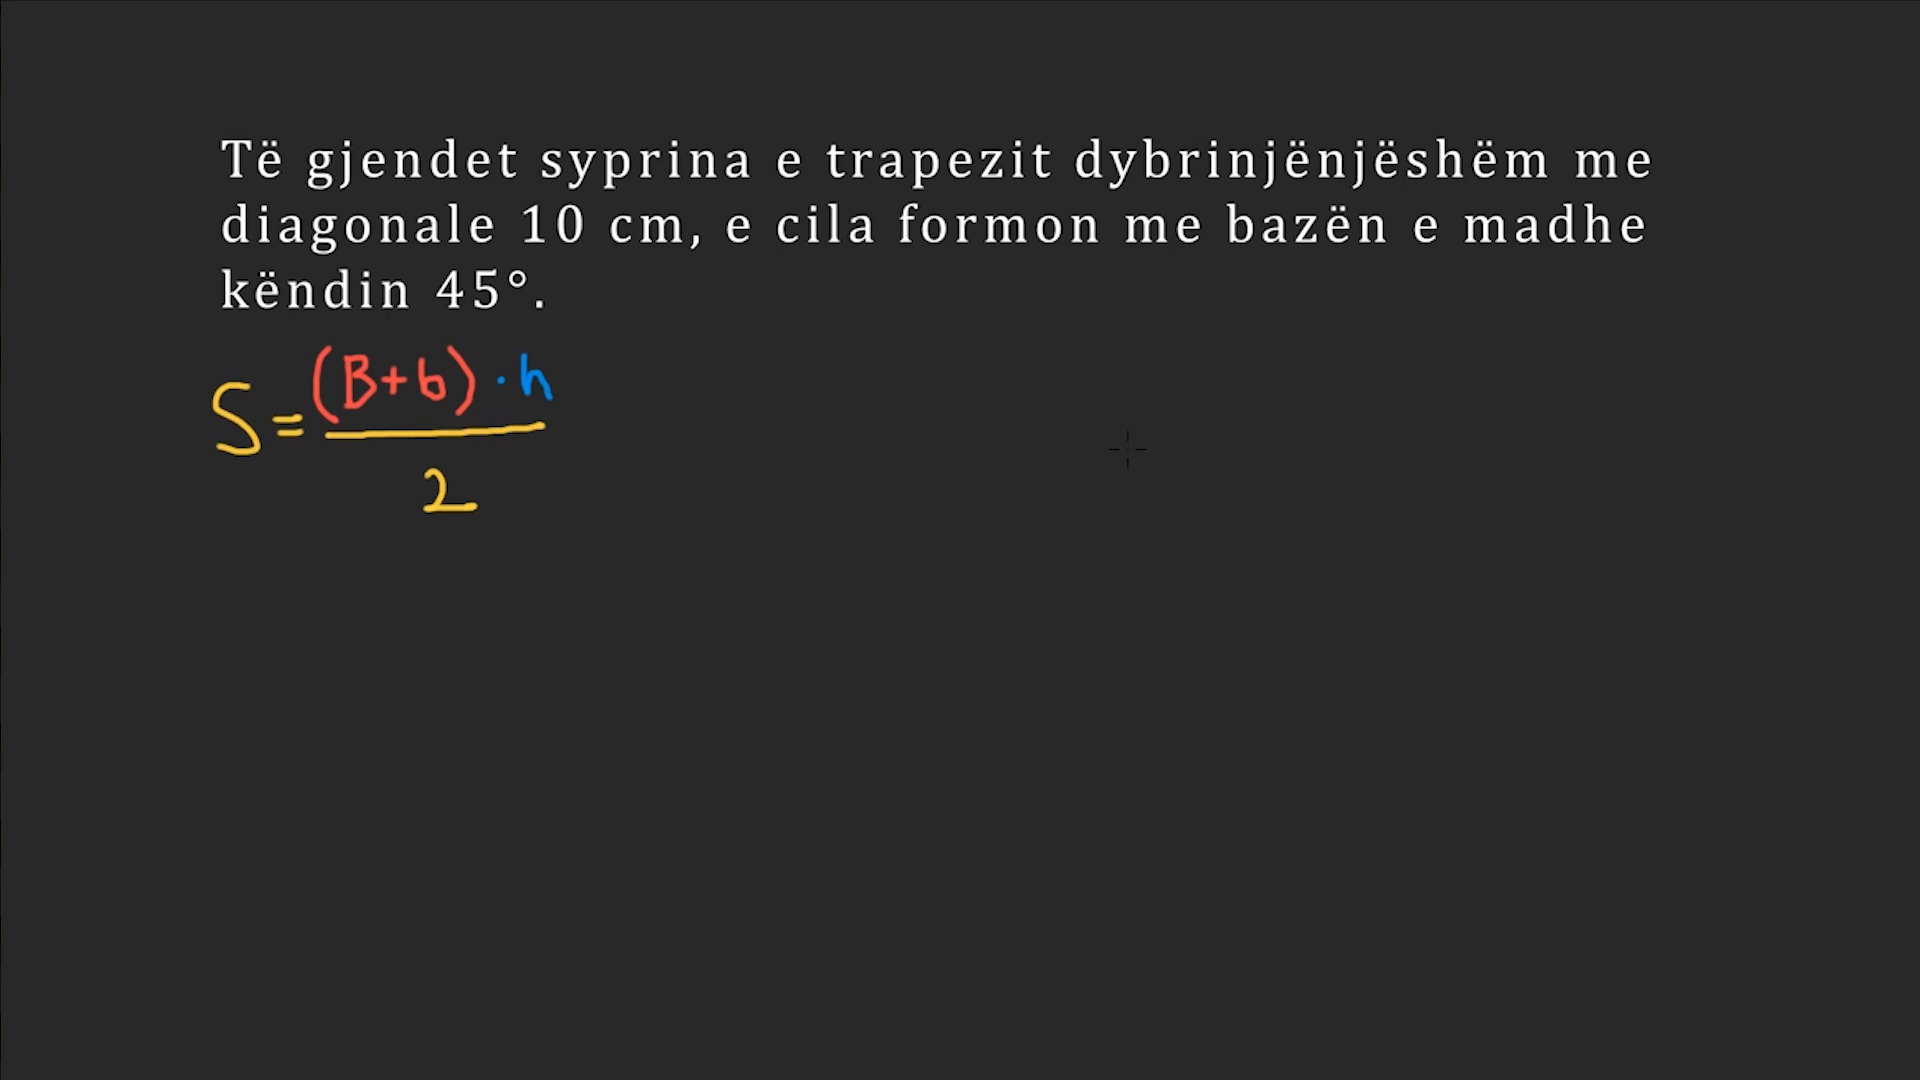 Të gjendet syprina e trapezit dybrinjënjëshëm me
diagonale 10 cm, e cila formon me bazën e madhe
këndin 45°.
S = (B+b) · h / 2